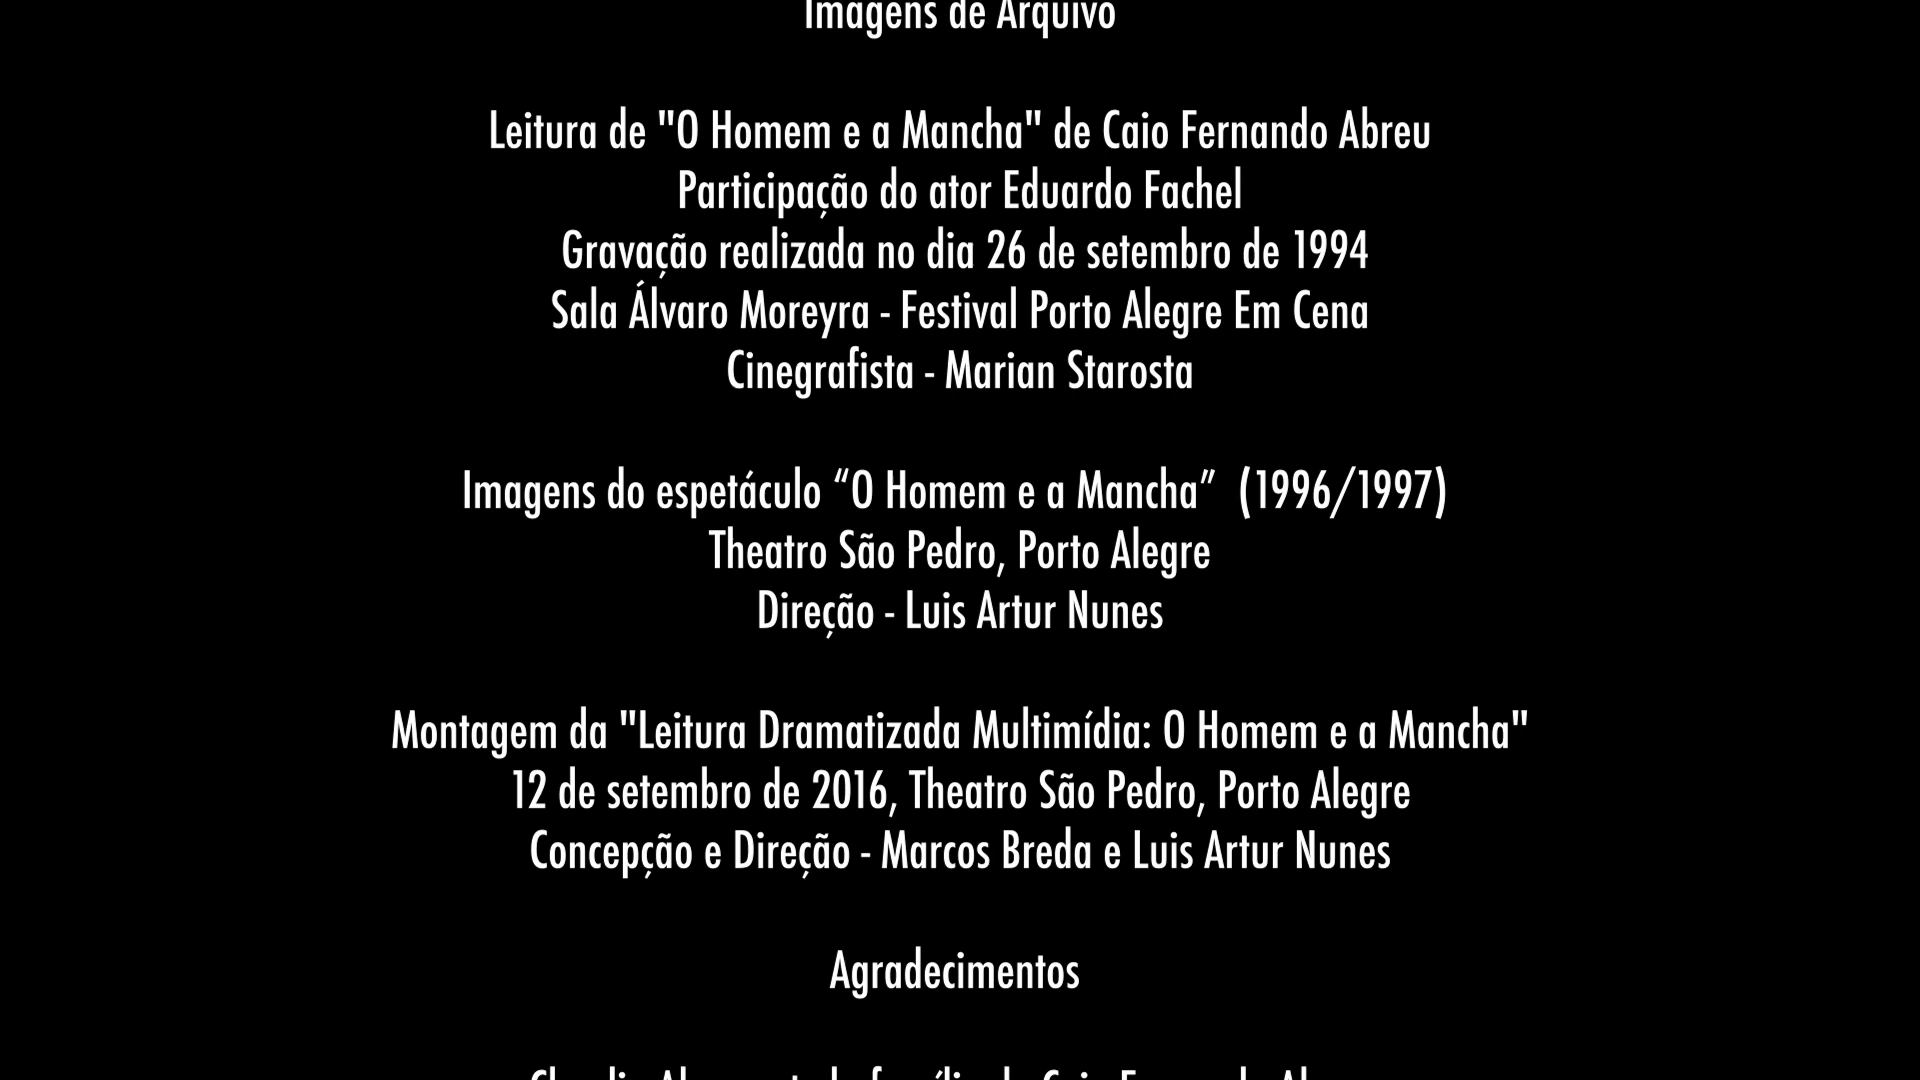 Imagens de Arquivo
Leitura de "O Homem e a Mancha" de Caio Fernando Abreu
Participação do ator Eduardo Fachel
Gravação realizada no dia 26 de setembro de 1994
Sala Álvaro Moreyra - Festival Porto Alegre Em Cena
Cinegrafista - Marian Starosta
Imagens do espetáculo “O Homem e a Mancha” (1996/1997)
Theatro São Pedro, Porto Alegre
Direção - Luis Artur Nunes
Montagem da "Leitura Dramatizada Multimídia: O Homem e a Mancha"
12 de setembro de 2016, Theatro São Pedro, Porto Alegre
Concepção e Direção - Marcos Breda e Luis Artur Nunes
Agradecimentos